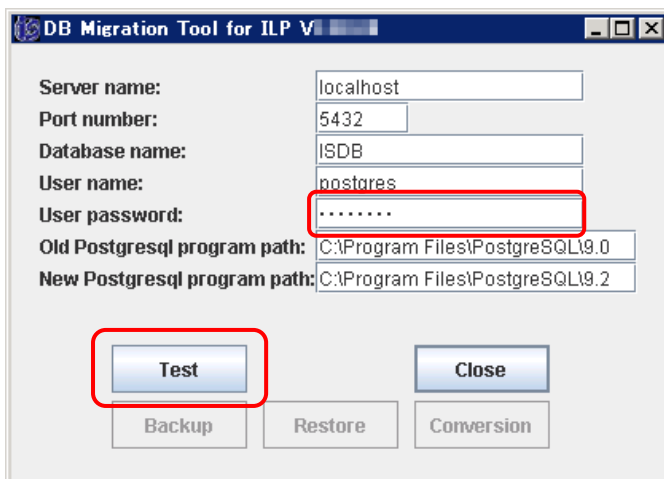 DB Migration Tool for ILP V
Server name: localhost
Port number: 5432
Database name: ISDB
User name: postgres
User password: ········
Old Postgresql program path: C:\Program Files\PostgreSQL\9.0
New Postgresql program path: C:\Program Files\PostgreSQL\9.2
Test Close
Backup Restore Conversion